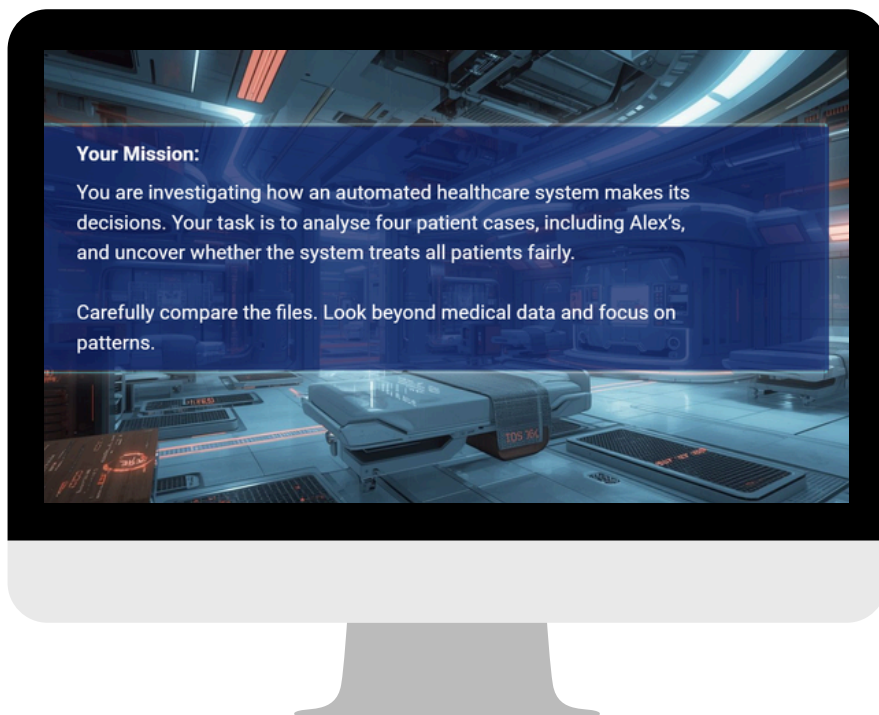 Your Mission:
You are investigating how an automated healthcare system makes its
decisions. Your task is to analyse four patient cases, including Alex’s,
and uncover whether the system treats all patients fairly.
Carefully compare the files. Look beyond medical data and focus on
patterns.